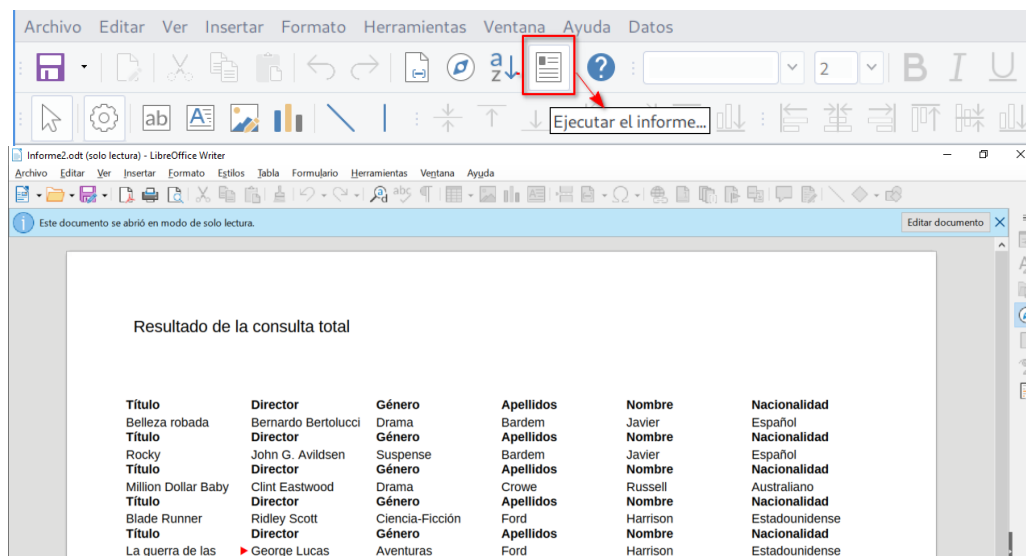 Archivo Editar Ver Insertar Formato Herramientas Ventana Ayuda Datos
a z ? 2 B I U
ab A Ejecutar el informe...
Informe2.odt (solo lectura) - LibreOffice Writer
Archivo Editar Ver Insertar Formato Estilos Tabla Formulario Herramientas Ventana Ayuda
abc
Este documento se abrió en modo de solo lectura. Editar documento
Resultado de la consulta total
Título Director Género Apellidos Nombre Nacionalidad
Belleza robada Bernardo Bertolucci Drama Bardem Javier Español
Título Director Género Apellidos Nombre Nacionalidad
Rocky John G. Avildsen Suspense Bardem Javier Español
Título Director Género Apellidos Nombre Nacionalidad
Million Dollar Baby Clint Eastwood Drama Crowe Russell Australiano
Título Director Género Apellidos Nombre Nacionalidad
Blade Runner Ridley Scott Ciencia-Ficción Ford Harrison Estadounidense
Título Director Género Apellidos Nombre Nacionalidad
La guerra de las George Lucas Aventuras Ford Harrison Estadounidense